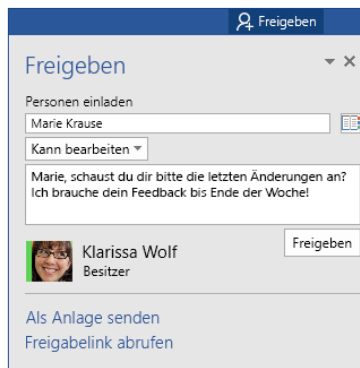 Freigeben
Freigeben
Personen einladen
Marie Krause
Kann bearbeiten
Marie, schaust du dir bitte die letzten Änderungen an?
Ich brauche dein Feedback bis Ende der Woche!
Freigeben
Klarissa Wolf
Besitzer
Als Anlage senden
Freigabelink abrufen